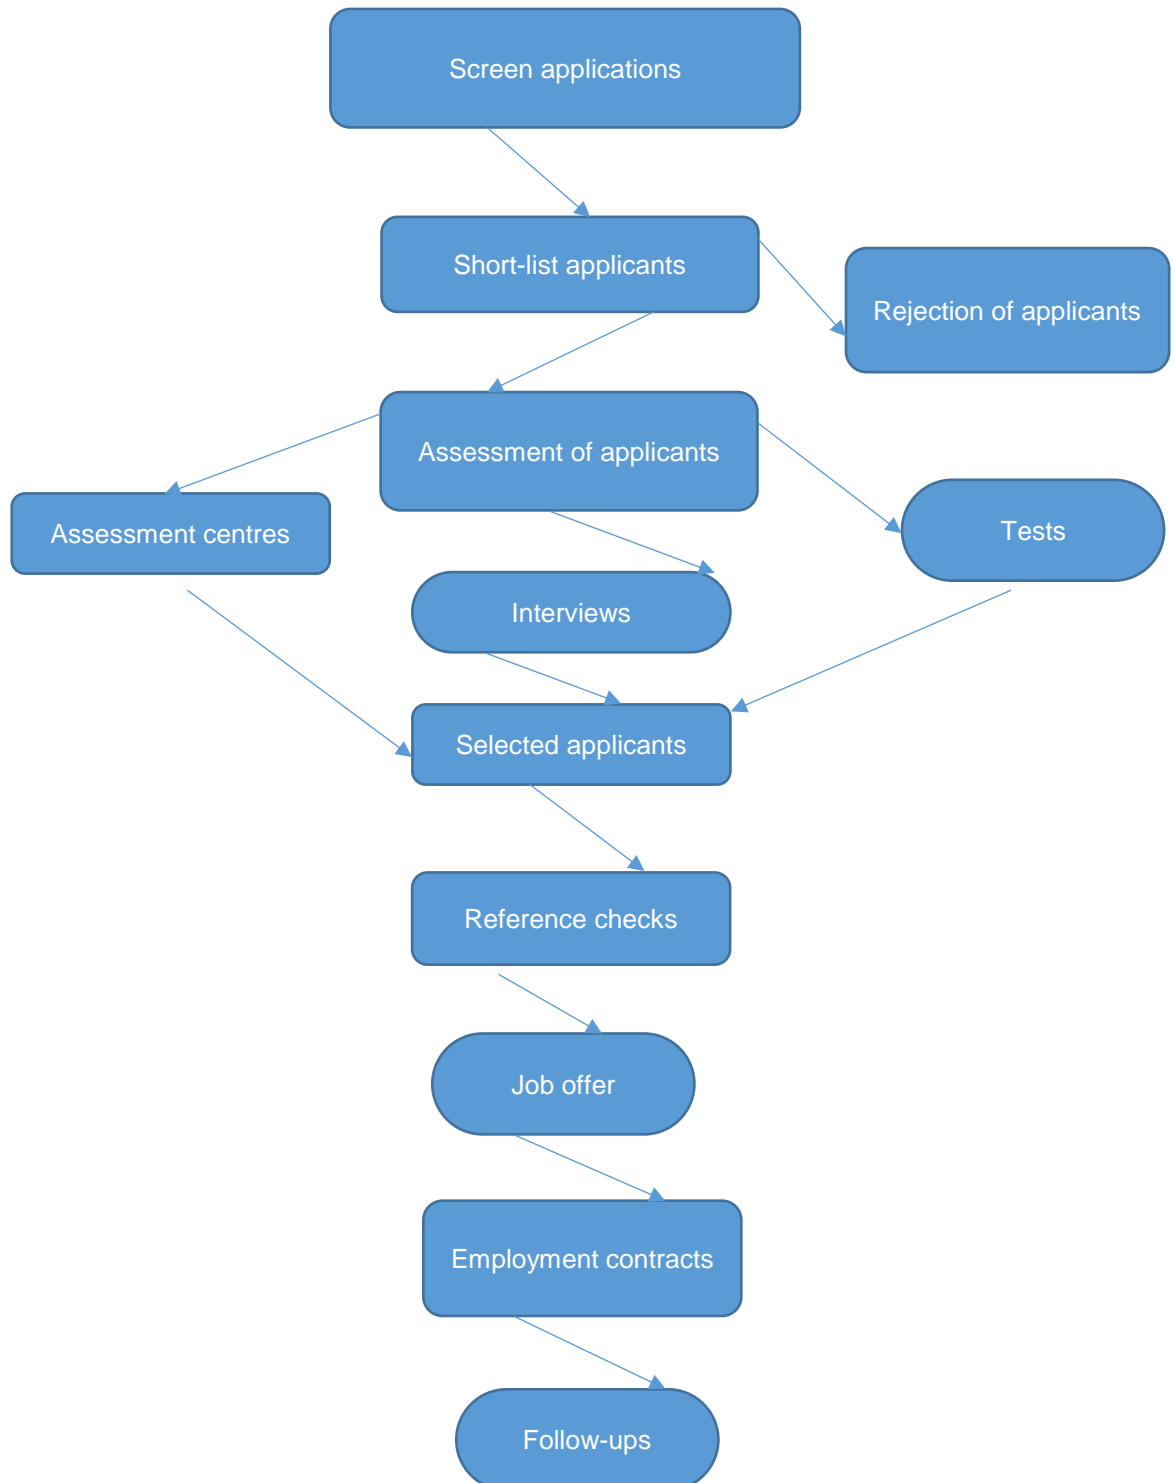 Screen applications
Short-list applicants
Rejection of applicants
Assessment of applicants
Assessment centres
Tests
Interviews
Selected applicants
Reference checks
Job offer
Employment contracts
Follow-ups